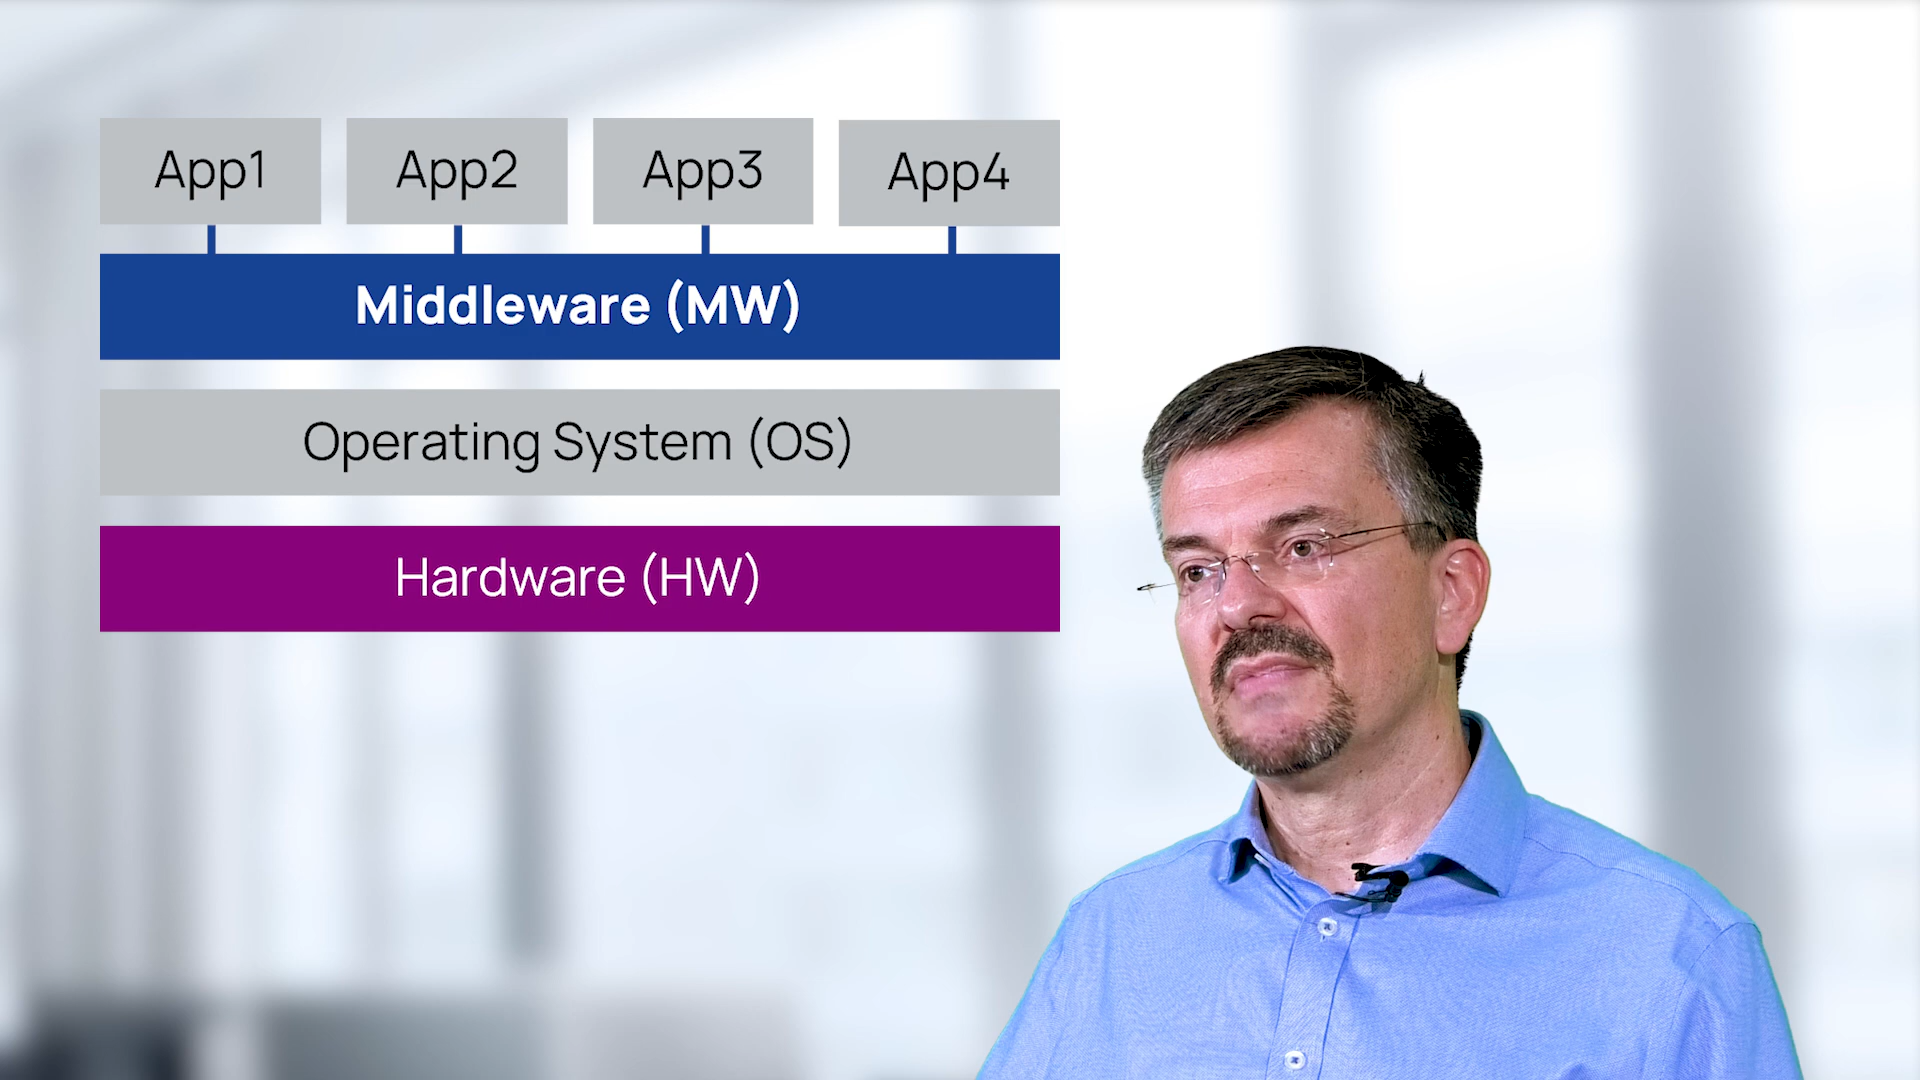 App1 App2 App3 App4
Middleware (MW)
Operating System (OS)
Hardware (HW)